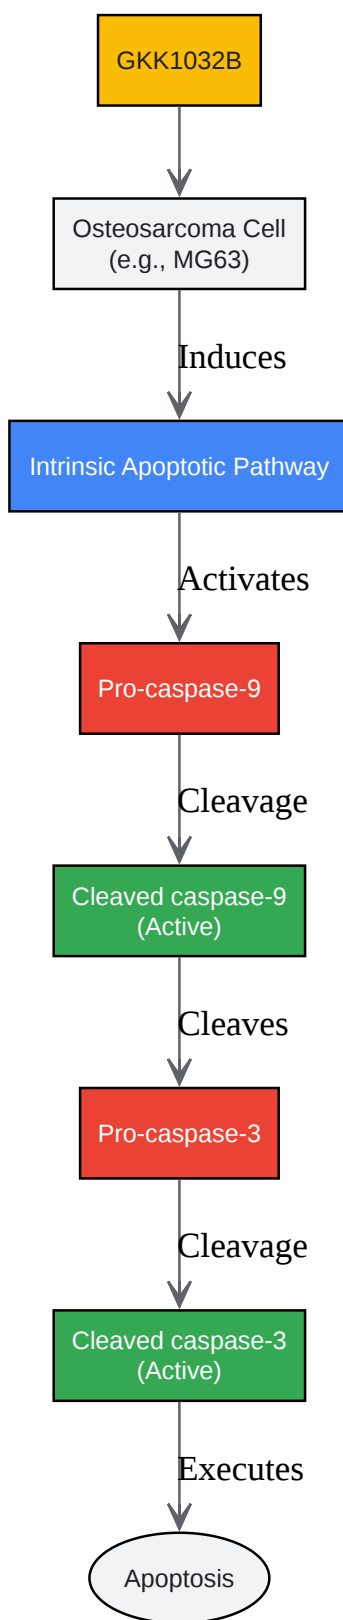 GKK1032B
Osteosarcoma Cell
(e.g., MG63)
Induces
Intrinsic Apoptotic Pathway
Activates
Pro-caspase-9
Cleavage
Cleaved caspase-9
(Active)
Cleaves
Pro-caspase-3
Cleavage
Cleaved caspase-3
(Active)
Executes
Apoptosis